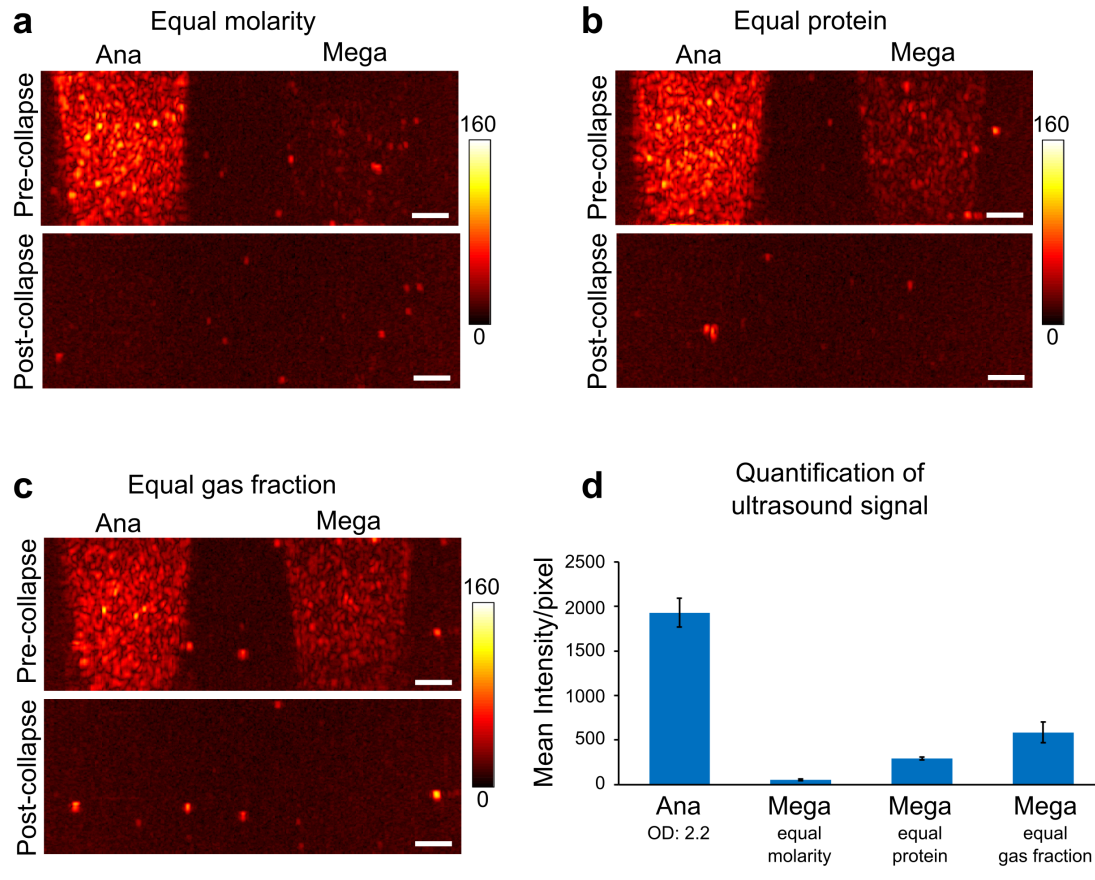 a
Equal molarity
Ana
Mega
Pre-collapse
Post-collapse
160
0
b
Equal protein
Ana
Mega
Pre-collapse
Post-collapse
160
0
c
Equal gas fraction
Ana
Mega
Pre-collapse
Post-collapse
160
0
d
Quantification of
ultrasound signal
Mean Intensity/pixel
2500
2000
1500
1000
500
0
Ana
OD: 2.2
Mega
equal
molarity
Mega
equal
protein
Mega
equal
gas fraction